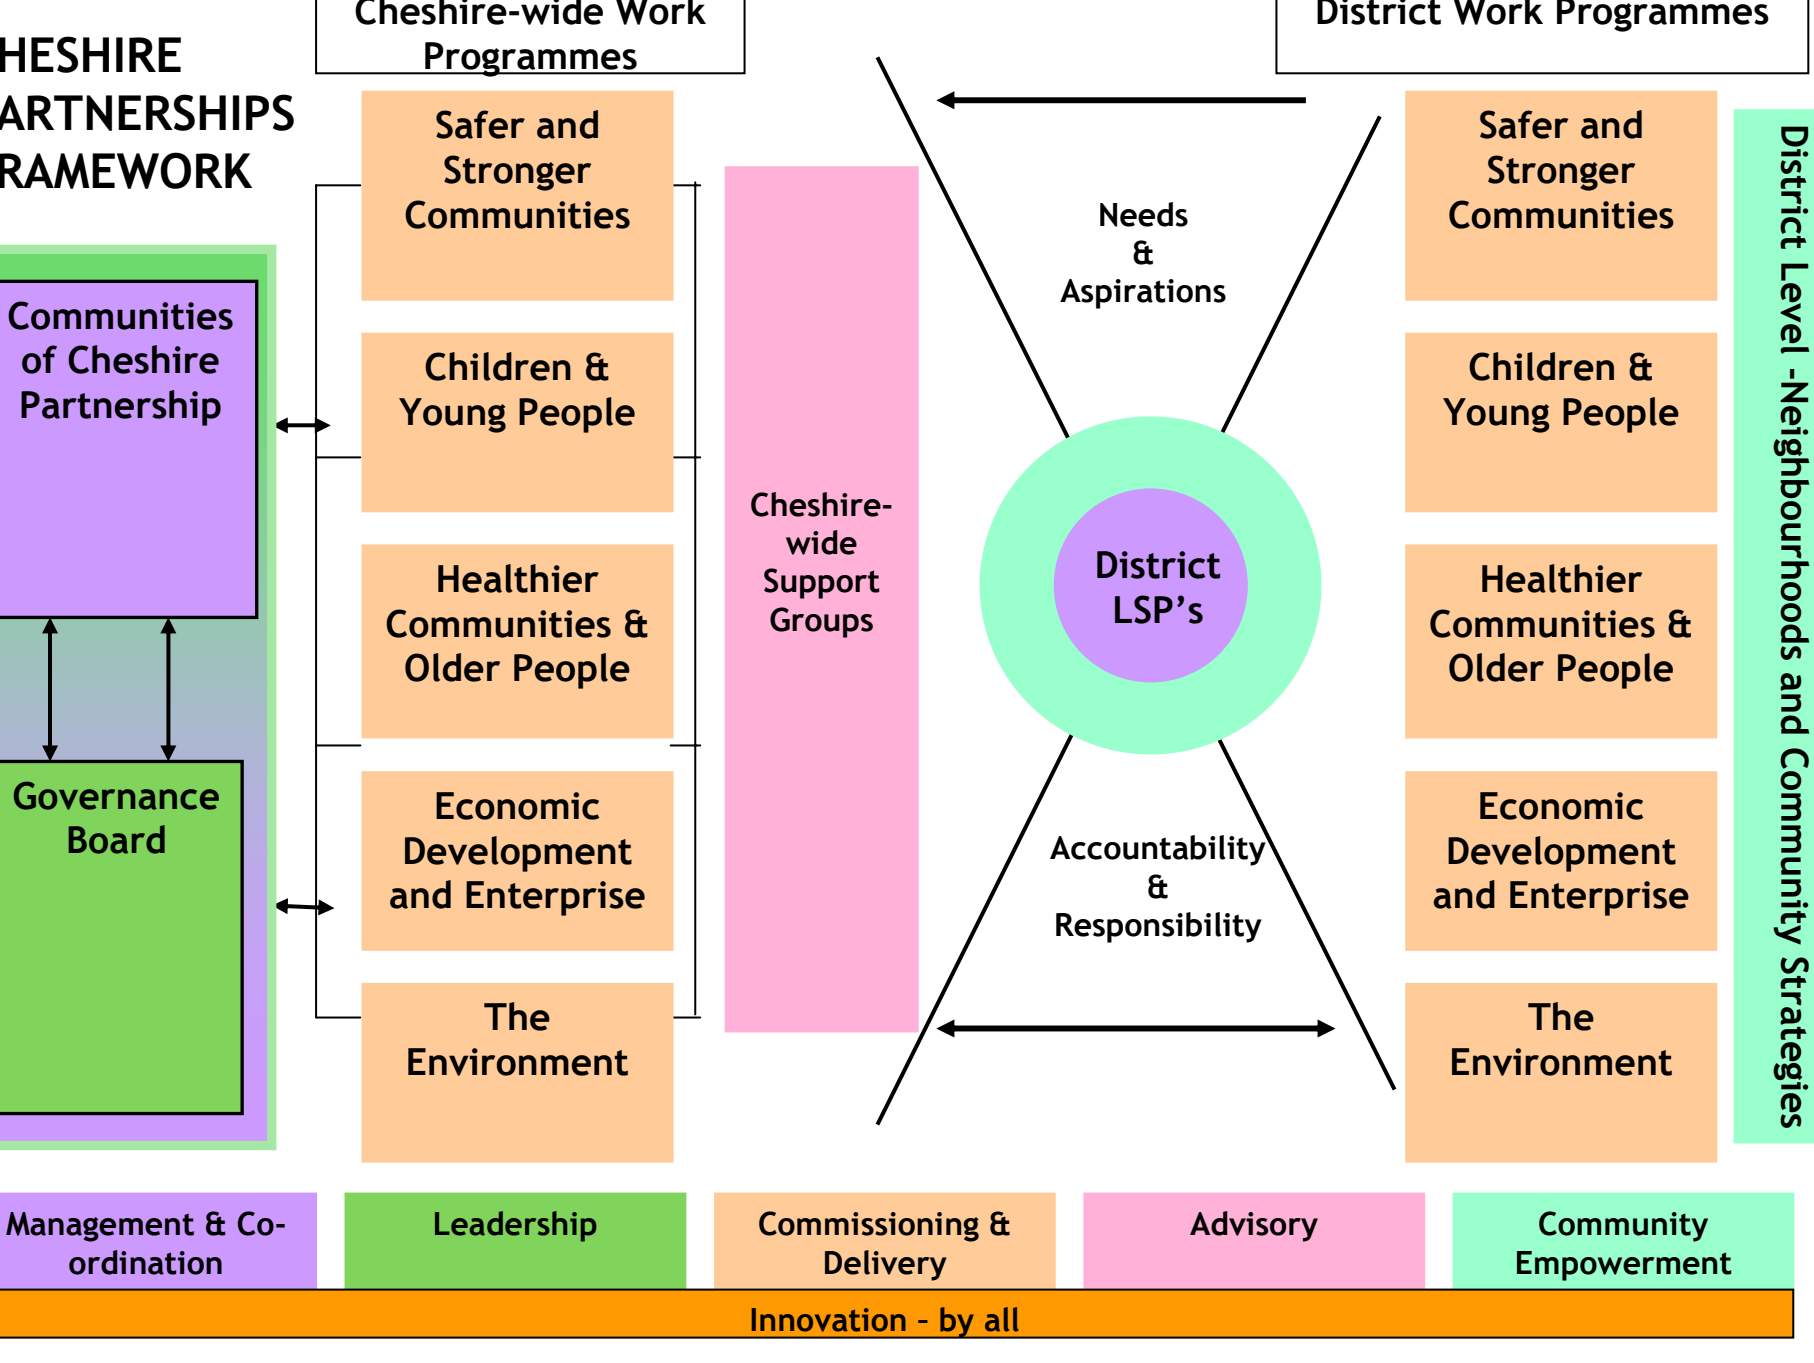 HESHIRE
ARTNERSHIPS
RAMEWORK
Cheshire-wide Work
Programmes
District Work Programmes
Communities
of Cheshire
Partnership
Governance
Board
Safer and
Stronger
Communities
Children &
Young People
Healthier
Communities &
Older People
Economic
Development
and Enterprise
The
Environment
Cheshire-
wide
Support
Groups
Needs
&
Aspirations
District
LSP’s
Accountability
&
Responsibility
Safer and
Stronger
Communities
Children &
Young People
Healthier
Communities &
Older People
Economic
Development
and Enterprise
The
Environment
District Level -Neighbourhoods and Community Strategies
Management & Co-
ordination
Leadership
Commissioning &
Delivery
Advisory
Community
Empowerment
Innovation – by all